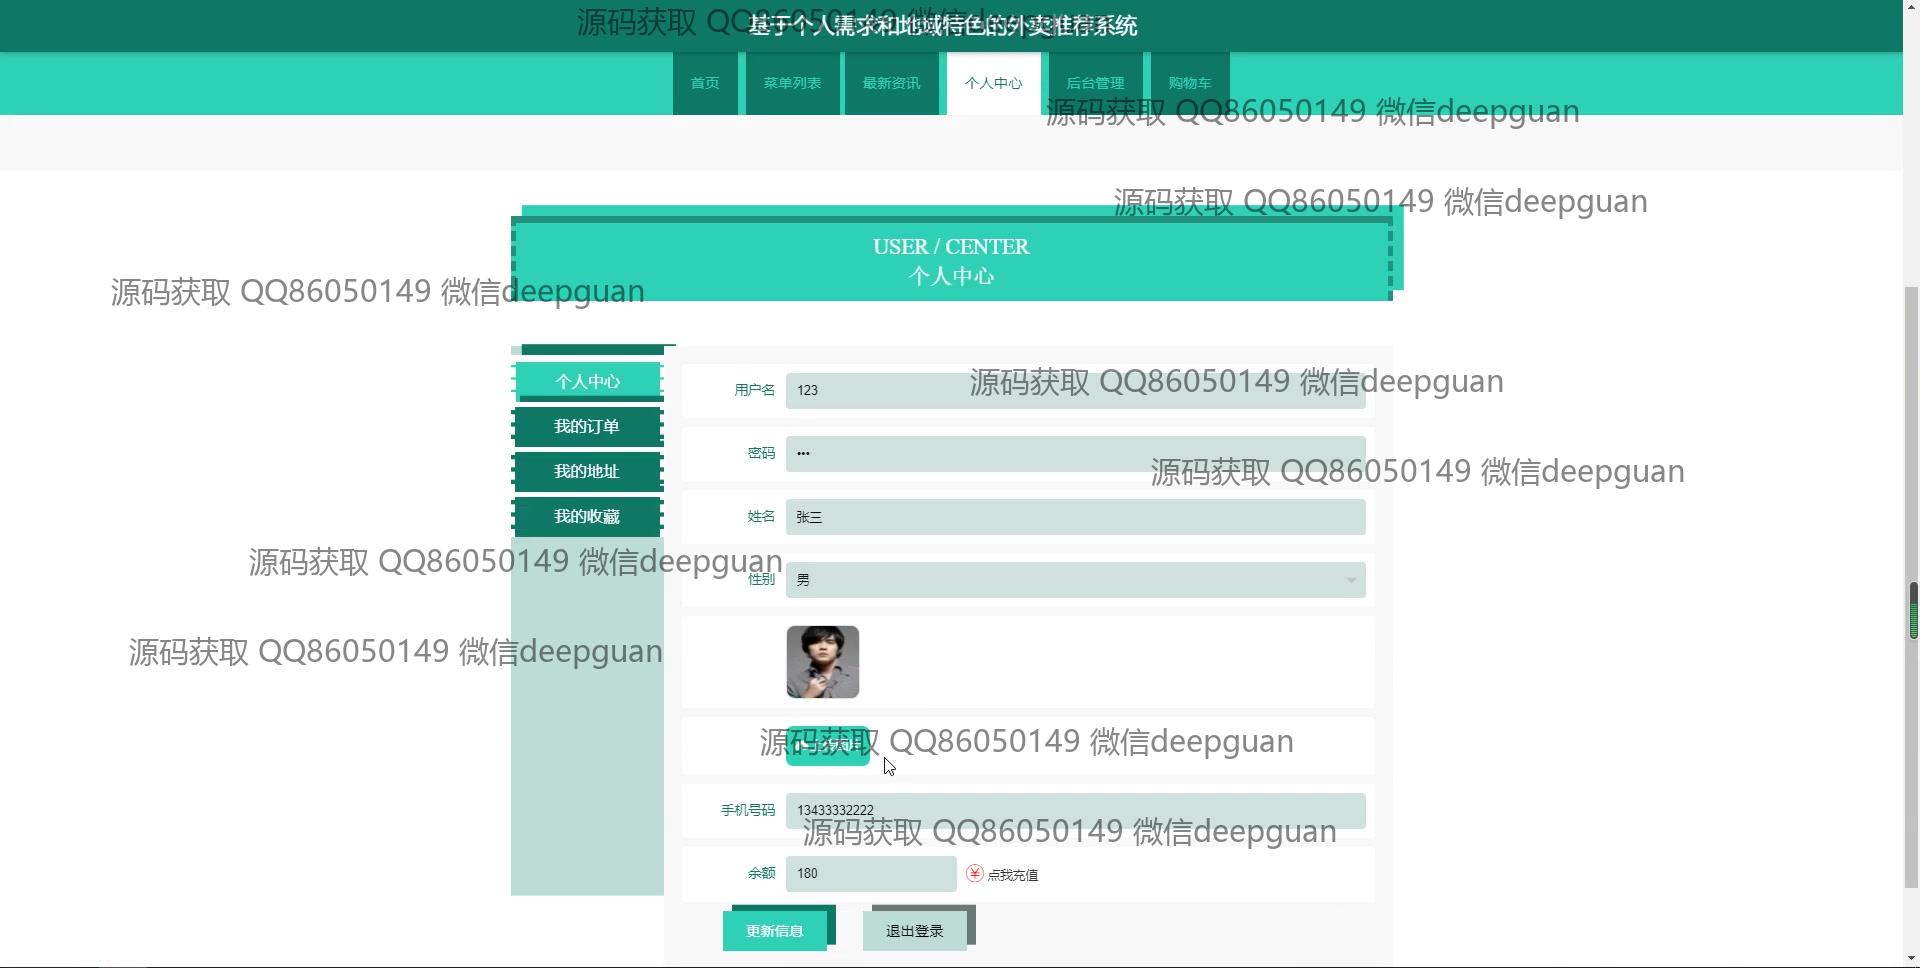 基于个人需求和地域特色的外卖推荐系统
源码获取 QQ86050149 微信deepguan
首页 菜单列表 最新资讯 个人中心 后台管理 购物车
源码获取 QQ86050149 微信deepguan
源码获取 QQ86050149 微信deepguan
USER / CENTER
个人中心
源码获取 QQ86050149 微信deepguan
个人中心
我的订单
我的地址
我的收藏
用户名 123
源码获取 QQ86050149 微信deepguan
密码 •••
源码获取 QQ86050149 微信deepguan
姓名 张三
源码获取 QQ86050149 微信deepguan
性别 男
源码获取 QQ86050149 微信deepguan
源码获取 QQ86050149 微信deepguan
手机号码 13433332222
源码获取 QQ86050149 微信deepguan
余额 180 ¥ 点我充值
更新信息 退出登录